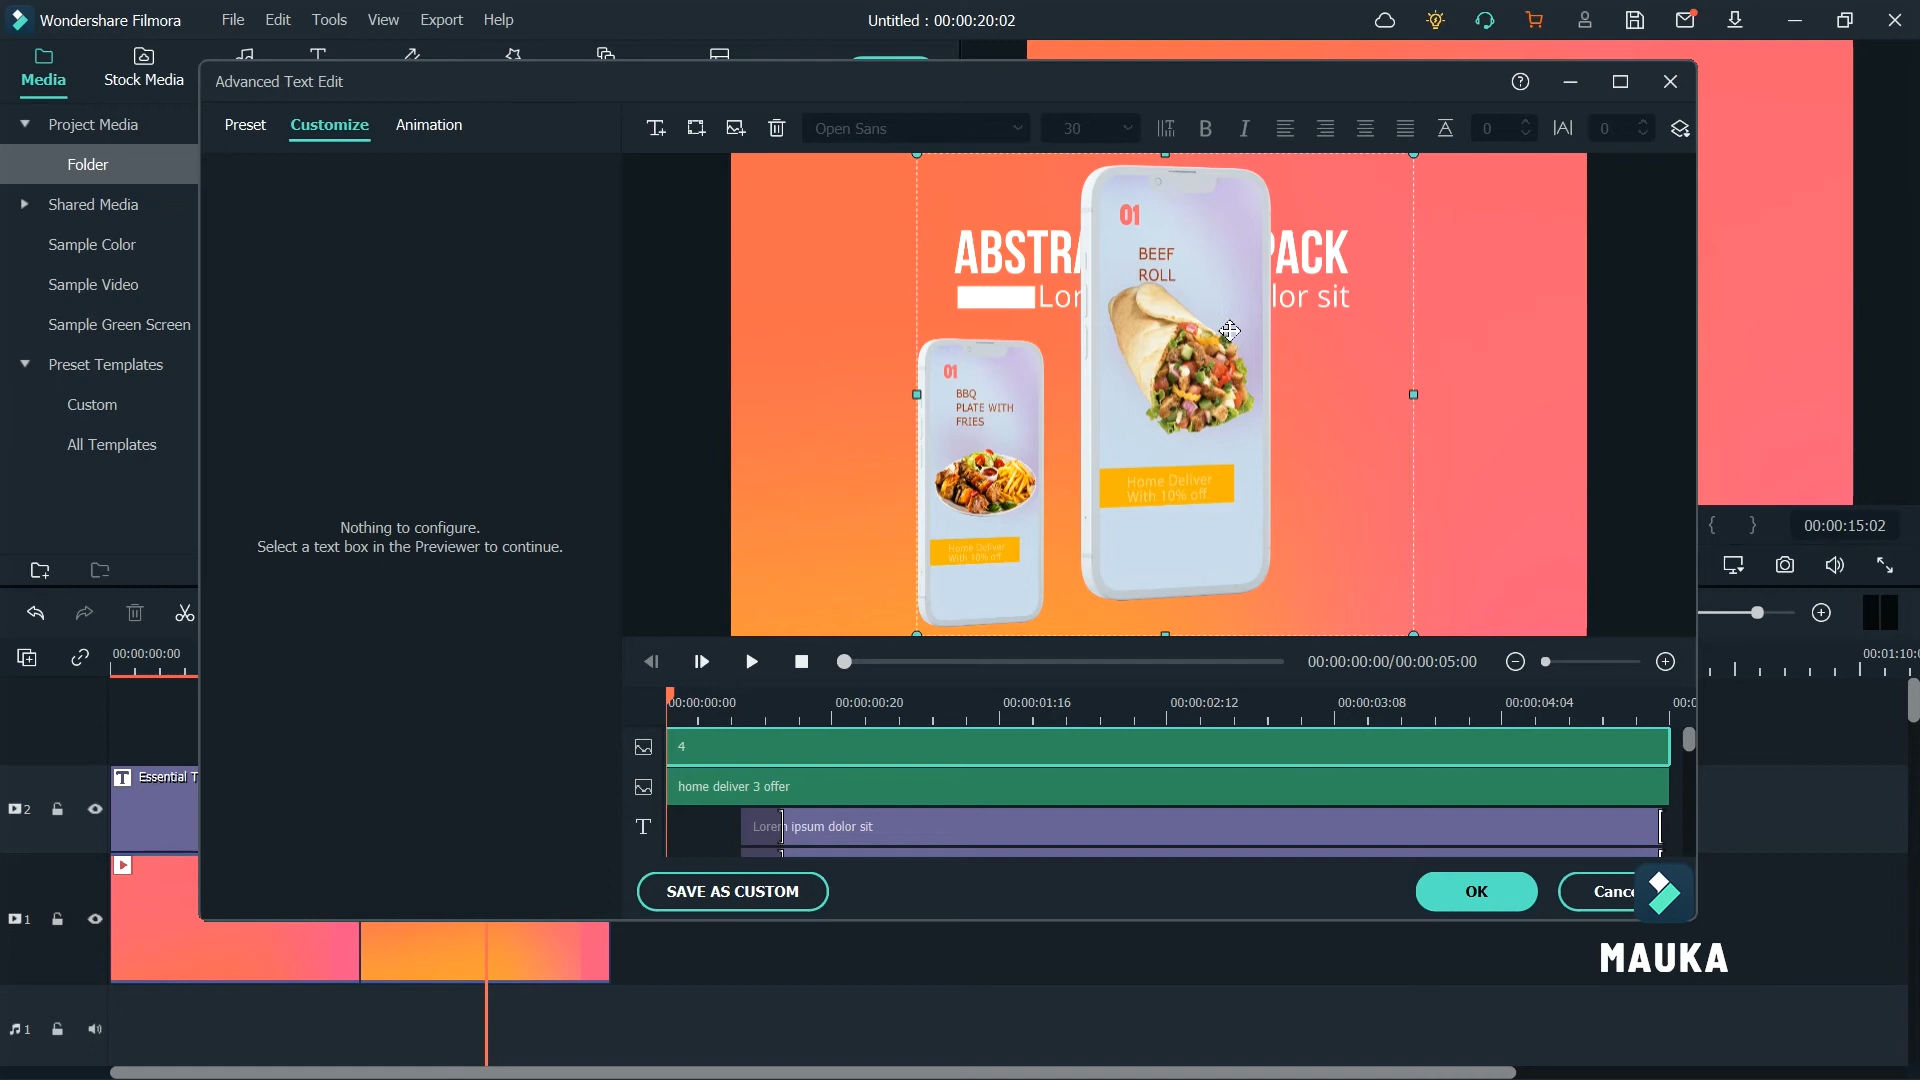 Wondershare Filmora
File Edit Tools View Export Help
Untitled : 00:00:20:02
Media
Stock Media
Project Media
Folder
Shared Media
Sample Color
Sample Video
Sample Green Screen
Preset Templates
Custom
All Templates
Advanced Text Edit
Preset Customize Animation
Open Sans
30
0
0
Nothing to configure.
Select a text box in the Previewer to continue.
ABSTRA PACK
Lor lor sit
01
BEEF
ROLL
Home Deliver
With 10% off
01
BBQ
PLATE WITH
FRIES
Home Deliver
With 10% off
00:00:00:00/00:00:05:00
00:00:00:00 00:00:00:20 00:00:01:16 00:00:02:12 00:00:03:08 00:00:04:04 00:0
4
home deliver 3 offer
Lorem ipsum dolor sit
SAVE AS CUSTOM
OK
Cance
{ } 00:00:15:02
00:00:00:00
00:01:10:0
Essential T
2
1
1
MAUKA